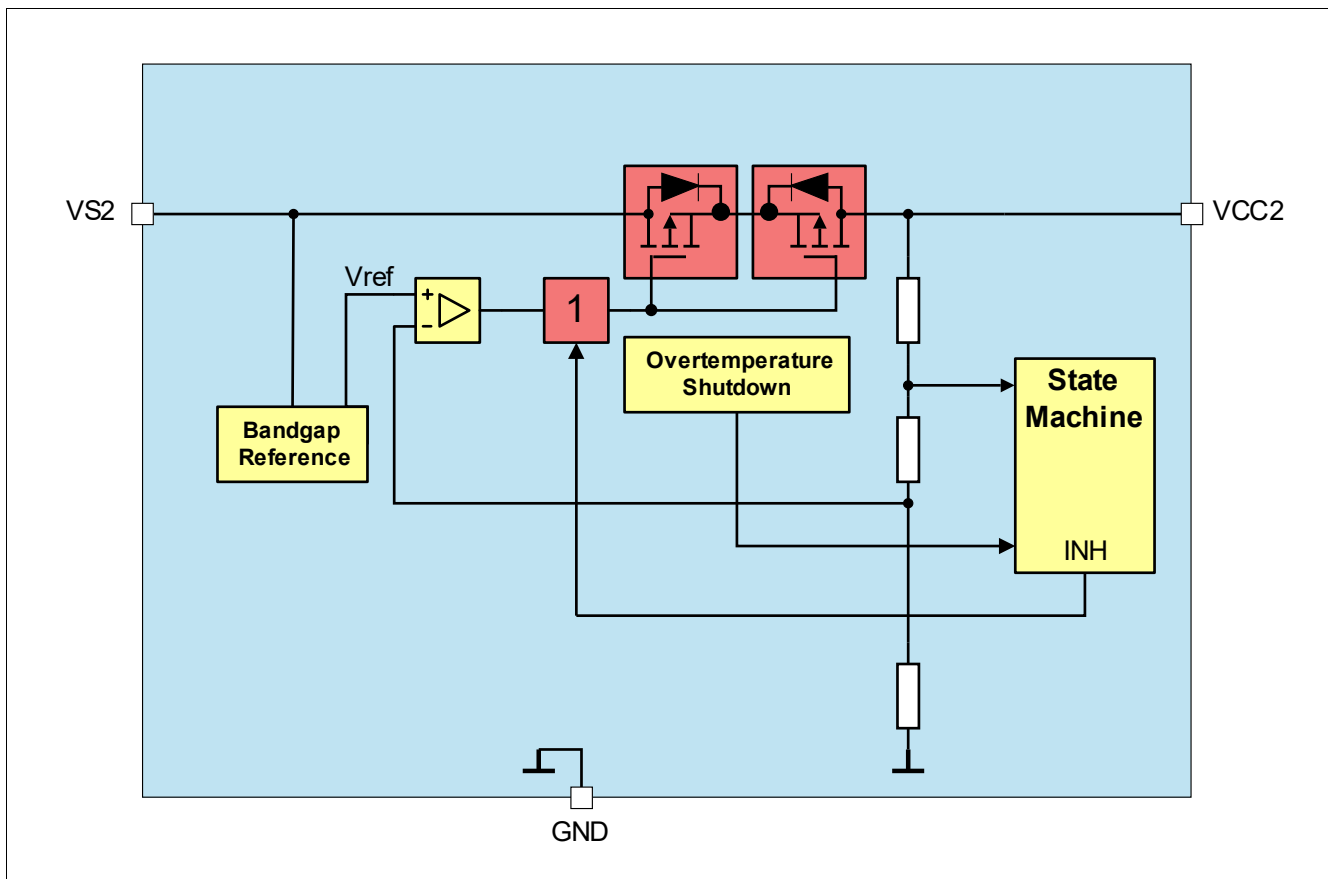 VS2
VCC2
Vref
+
-
1
Overtemperature
Shutdown
State
Machine
Bandgap
Reference
INH
GND